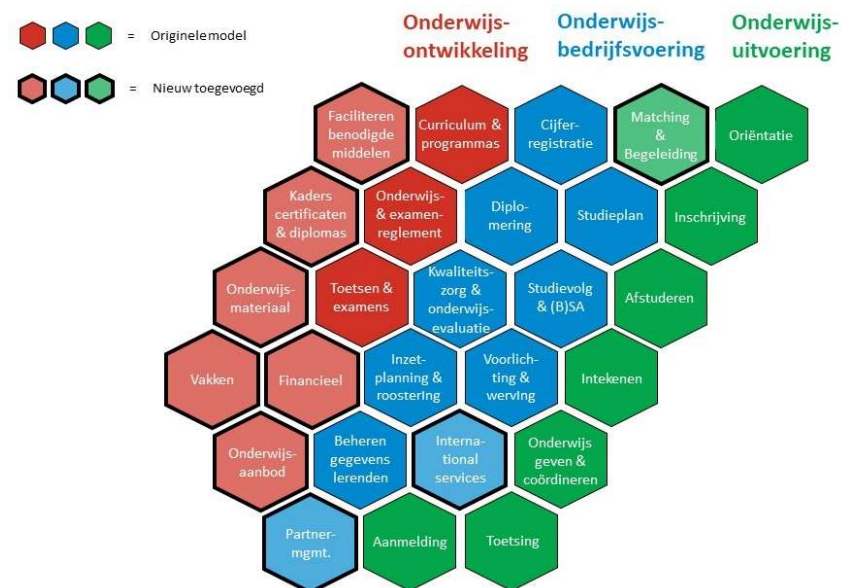 = Originele model
= Nieuw toegevoegd
Onderwijs-
ontwikkeling
Onderwijs-
bedrijfsvoering
Onderwijs-
uitvoering
Faciliteren
benodigde
middelen
Curriculum &
programmas
Cijfer-
registratie
Matching
&
Begeleiding
Oriëntatie
Kaders
certificaten
& diplomas
Onderwijs-
& examen-
reglement
Diplo-
mering
Studieplan
Inschrijving
Onderwijs-
materiaal
Toetsen &
examens
Kwaliteits-
zorg &
onderwijs-
evaluatie
Studievolg
& (B)SA
Afstuderen
Vakken
Financieel
Inzet-
planning &
roostering
Voorlich-
ting &
werving
Intekenen
Onderwijs-
aanbod
Beheren
gegevens
lerenden
Interna-
tional
services
Onderwijs
geven &
coördineren
Partner-
mgmt.
Aanmelding
Toetsing